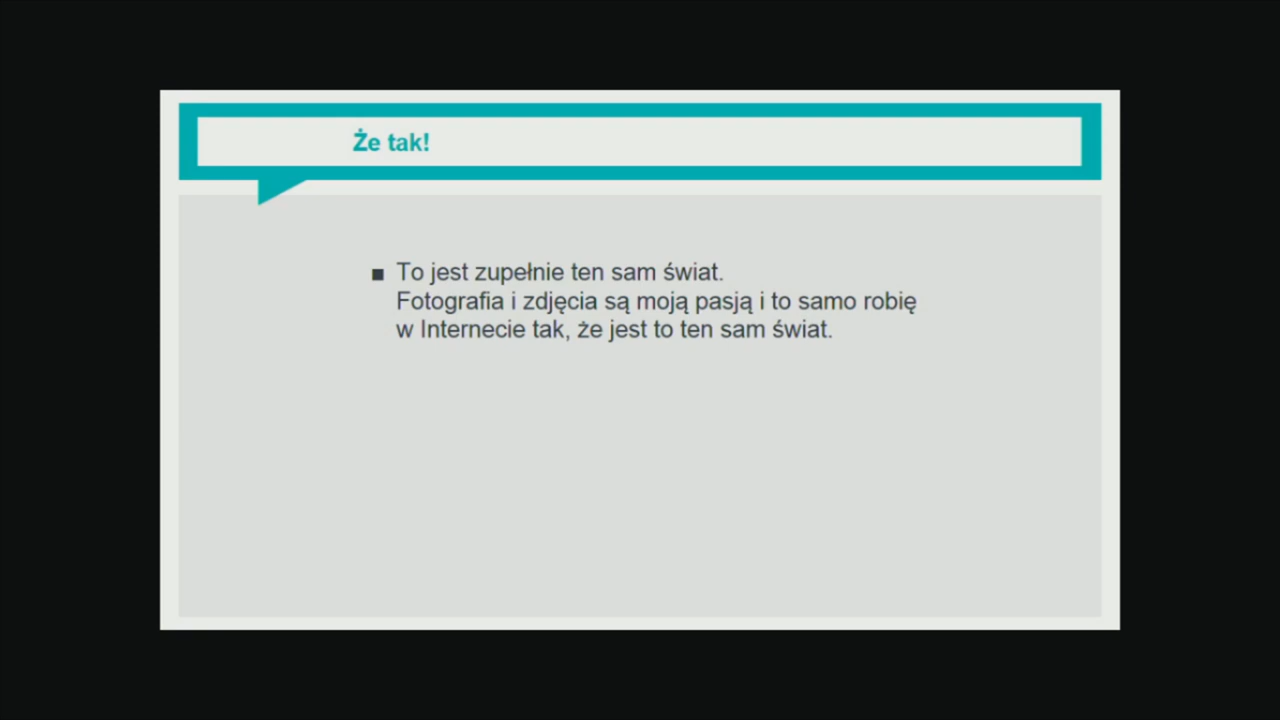 Że tak!
■ To jest zupełnie ten sam świat.
Fotografia i zdjęcia są moją pasją i to samo robię
w Internecie tak, że jest to ten sam świat.